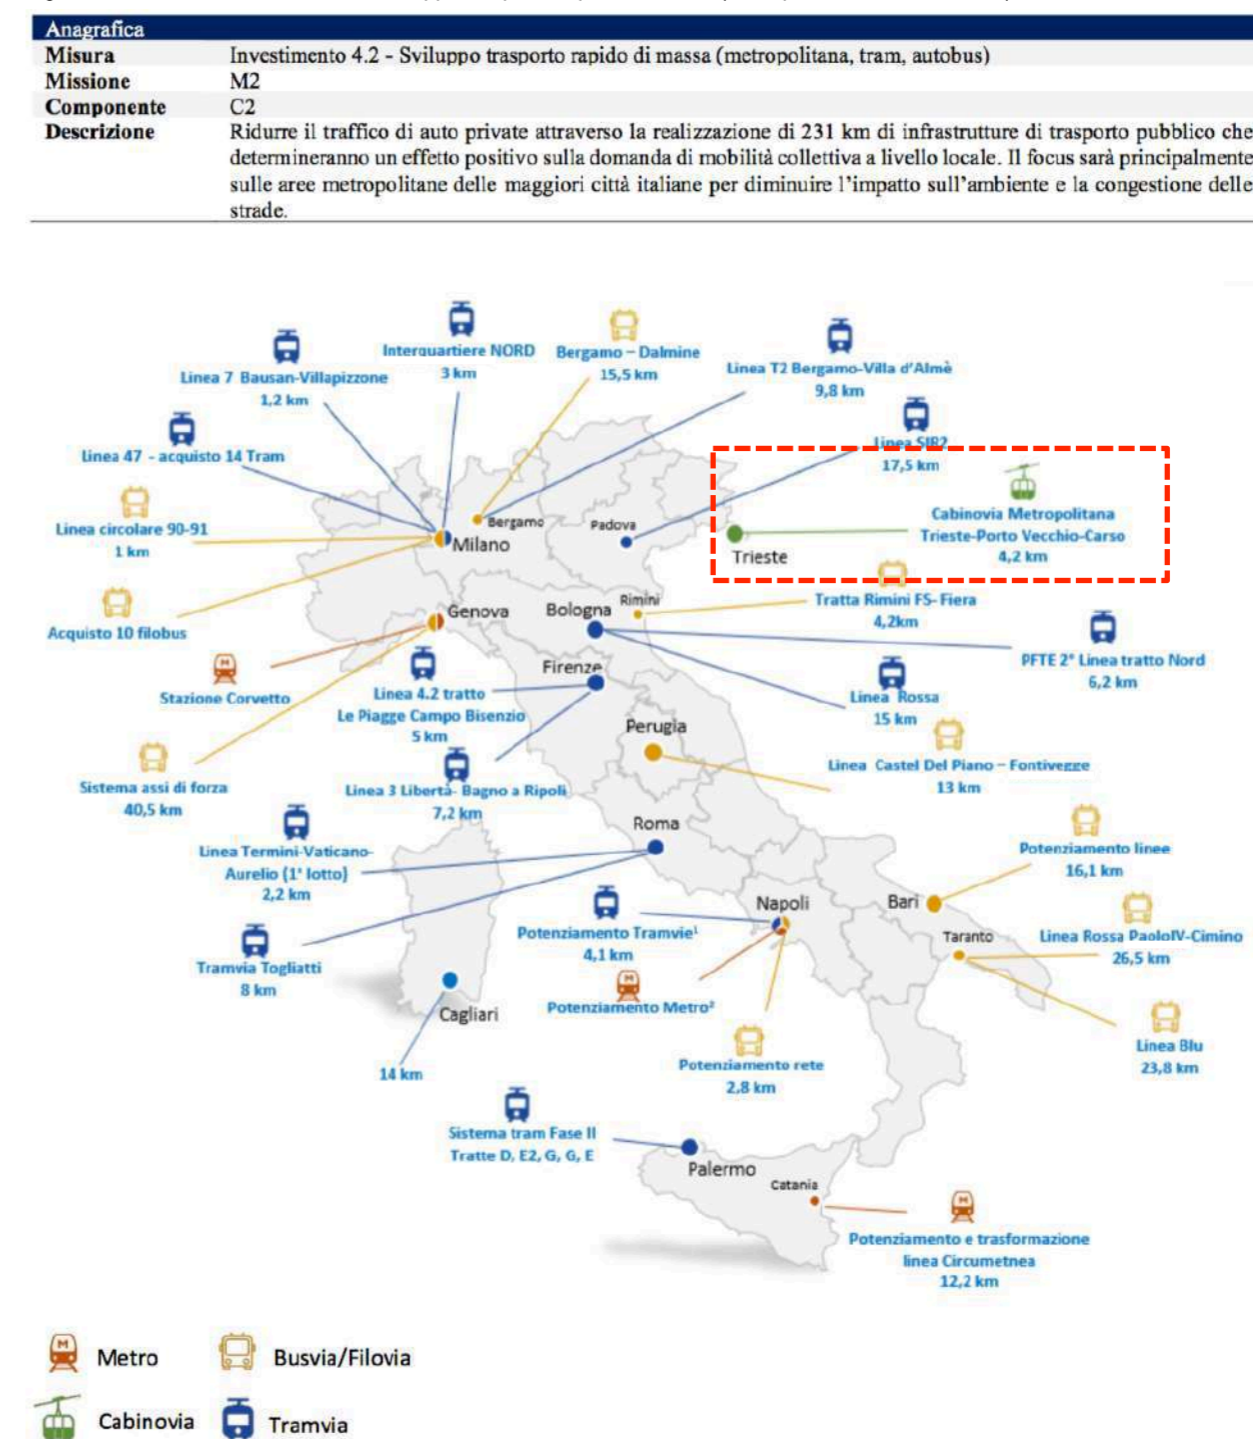 Anagrafica
Misura Investimento 4.2 - Sviluppo trasporto rapido di massa (metropolitana, tram, autobus)
Missione M2
Componente C2
Descrizione Ridurre il traffico di auto private attraverso la realizzazione di 231 km di infrastrutture di trasporto pubblico che
determineranno un effetto positivo sulla domanda di mobilità collettiva a livello locale. Il focus sarà principalmente
sulle aree metropolitane delle maggiori città italiane per diminuire l'impatto sull'ambiente e la congestione delle
strade.
Interquartiere NORD
3 km
Bergamo – Dalmine
15,5 km
Linea T2 Bergamo-Villa d'Almè
9,8 km
Linea 7 Bausan-Villapizzone
1,2 km
Linea SIR2
17,5 km
Linea 47 - acquisto 14 Tram
Cabinovia Metropolitana
Trieste-Porto Vecchio-Carso
4,2 km
Linea circolare 90-91
1 km
Bergamo
Padova
Milano
Trieste
Acquisto 10 filobus
Genova
Bologna
Rimini
Tratta Rimini FS- Fiera
4,2km
PFTE 2° Linea tratto Nord
6,2 km
Firenze
Stazione Corvetto
Linea 4.2 tratto
Le Piagge Campo Bisenzio
5 km
Linea Rossa
15 km
Perugia
Linea Castel Del Piano – Fontivegge
13 km
Sistema assi di forza
40,5 km
Linea 3 Libertà- Bagno a Ripoli
7,2 km
Roma
Linea Termini-Vaticano-
Aurelio (1° lotto)
2,2 km
Potenziamento linee
16,1 km
Napoli
Bari
Potenziamento Tramvie¹
4,1 km
Taranto
Linea Rossa PaoloIV-Cimino
26,5 km
Tramvia Togliatti
8 km
Potenziamento Metro²
Cagliari
Linea Blu
23,8 km
14 km
Potenziamento rete
2,8 km
Sistema tram Fase II
Tratte D, E2, G, G, E
Palermo
Catania
Potenziamento e trasformazione
linea Circumetnea
12,2 km
Metro
Busvia/Filovia
Cabinovia
Tramvia